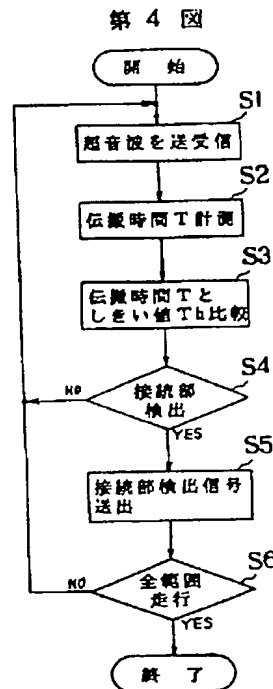 第4図
開始
S1
超音波を送受信
S2
伝搬時間T計測
S3
伝搬時間Tと
しきい値Th比較
S4
接続部
検出
NO
YES
S5
接続部検出信号
送出
S6
全範囲
走行
NO
YES
終了